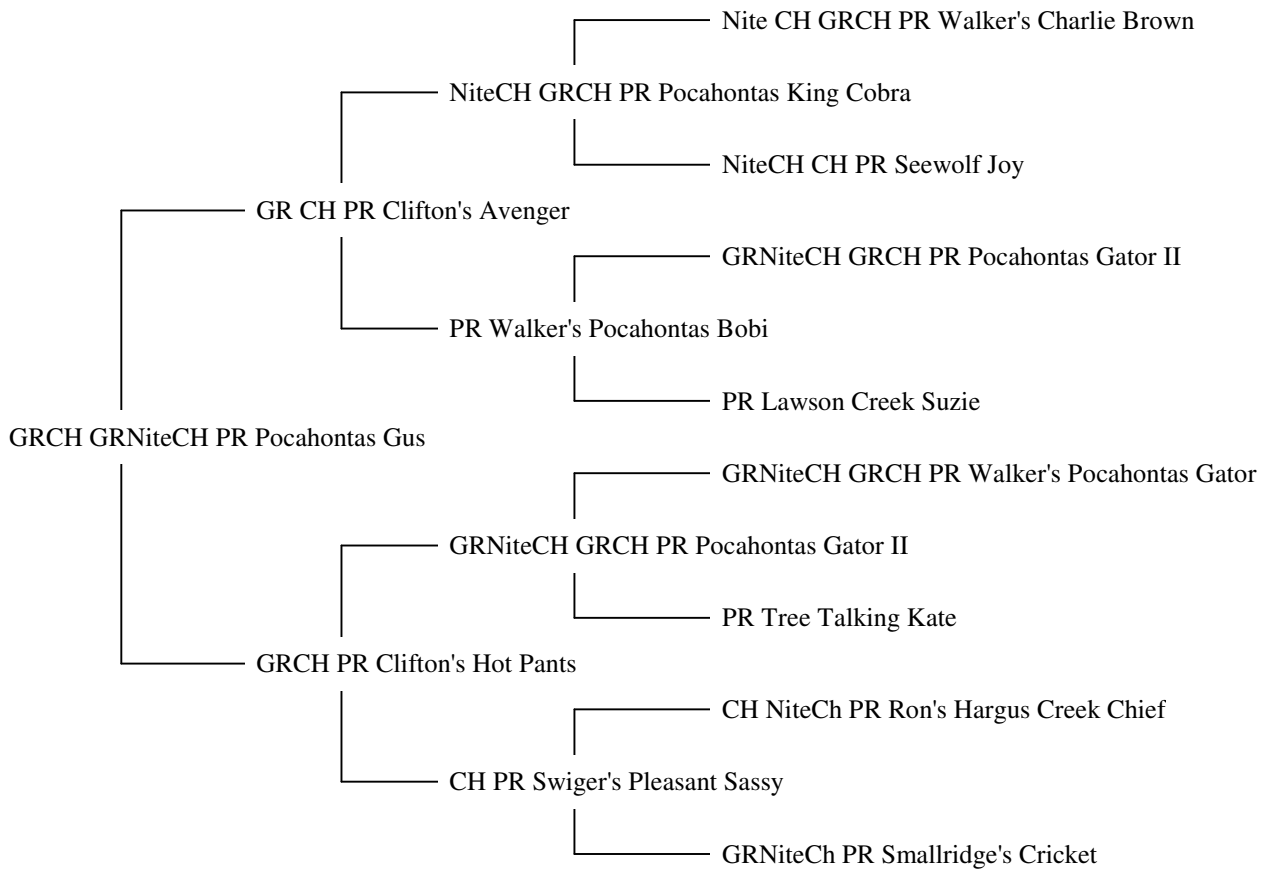 Nite CH GRCH PR Walker's Charlie Brown
NiteCH GRCH PR Pocahontas King Cobra
NiteCH CH PR Seewolf Joy
GR CH PR Clifton's Avenger
GRNiteCH GRCH PR Pocahontas Gator II
PR Walker's Pocahontas Bobi
PR Lawson Creek Suzie
GRCH GRNiteCH PR Pocahontas Gus
GRNiteCH GRCH PR Walker's Pocahontas Gator
GRNiteCH GRCH PR Pocahontas Gator II
PR Tree Talking Kate
GRCH PR Clifton's Hot Pants
CH NiteCh PR Ron's Hargus Creek Chief
CH PR Swiger's Pleasant Sassy
GRNiteCh PR Smallridge's Cricket